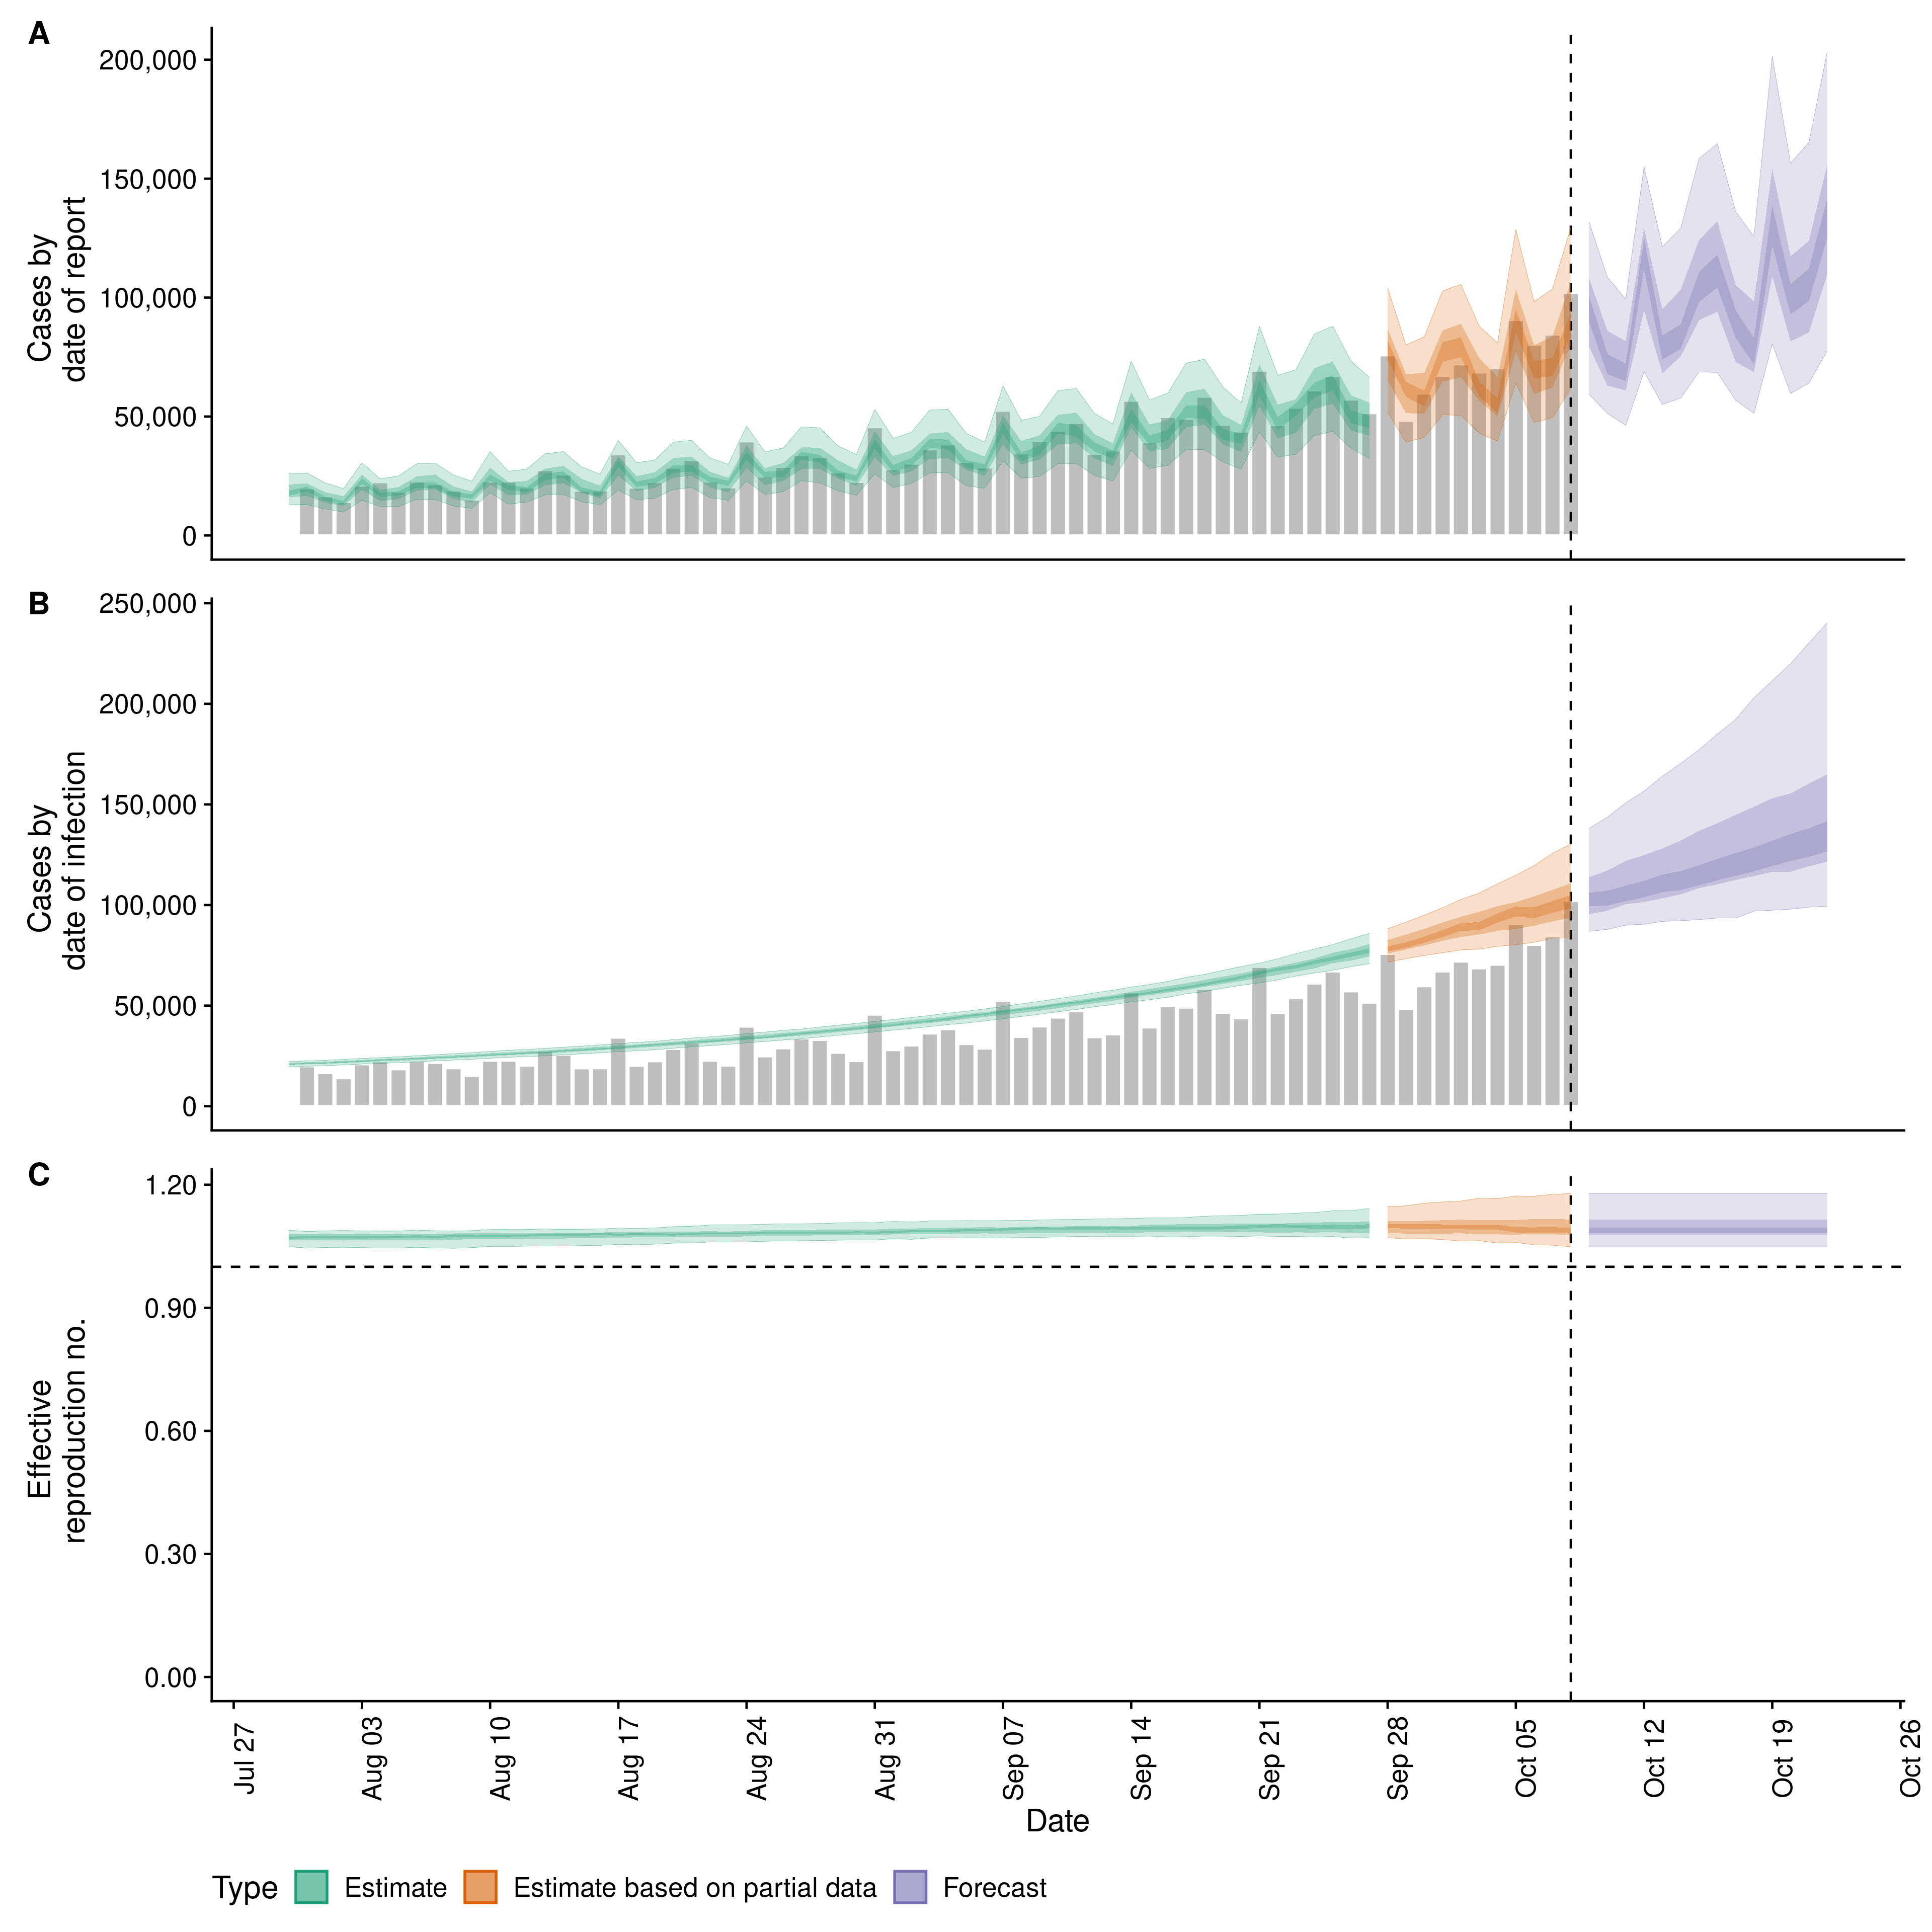 A
Cases by
date of report
200,000
150,000
100,000
50,000
0
B
Cases by
date of infection
250,000
200,000
150,000
100,000
50,000
0
C
Effective
reproduction no.
1.20
0.90
0.60
0.30
0.00
Jul 27
Aug 03
Aug 10
Aug 17
Aug 24
Aug 31
Sep 07
Sep 14
Sep 21
Sep 28
Oct 05
Oct 12
Oct 19
Oct 26
Date
Type Estimate Estimate based on partial data Forecast